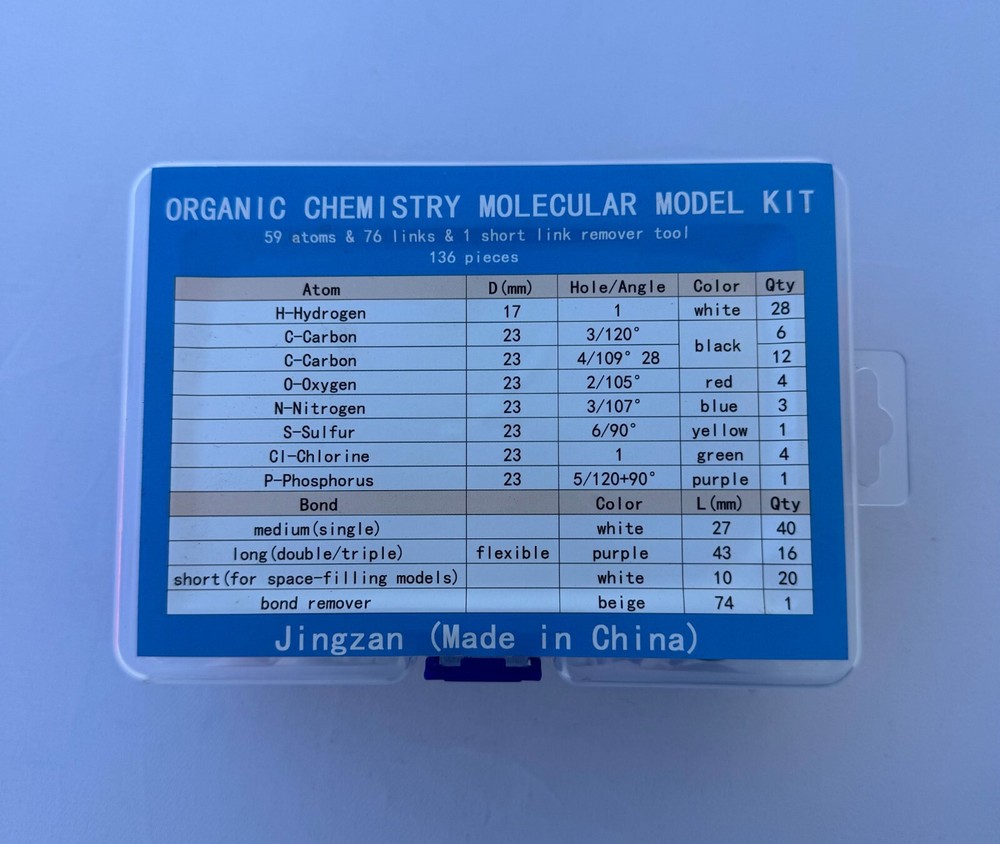 ORGANIC CHEMISTRY MOLECULAR MODEL KIT
59 atoms & 76 links & 1 short link remover tool
136 pieces
Atom D(mm) Hole/Angle Color Qty
H-Hydrogen 17 1 white 28
C-Carbon 23 3/120° black 6
C-Carbon 23 4/109°28 12
O-Oxygen 23 2/105° red 4
N-Nitrogen 23 3/107° blue 3
S-Sulfur 23 6/90° yellow 1
Cl-Chlorine 23 1 green 4
P-Phosphorus 23 5/120+90° purple 1
Bond Color L(mm) Qty
medium(single) white 27 40
long(double/triple) flexible purple 43 16
short(for space-filling models) white 10 20
bond remover beige 74 1
Jingzan (Made in China)